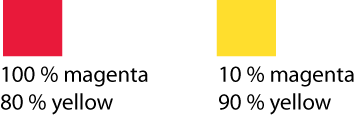 100 % magenta
80 % yellow
10 % magenta
90 % yellow